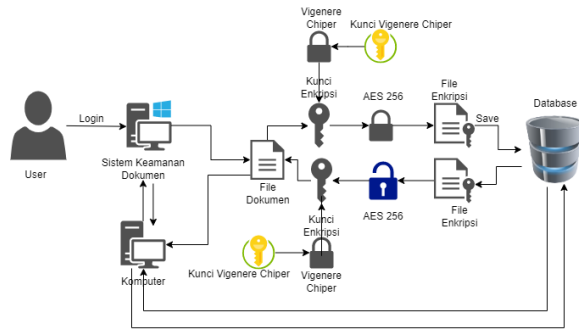 Vigenere
Chiper
Kunci Vigenere Chiper
Kunci
Enkripsi
AES 256
File
Enkripsi
Save
Database
Login
User
Sistem Keamanan
Dokumen
File
Dokumen
Kunci
Enkripsi
AES 256
File
Enkripsi
Komputer
Kunci Vigenere Chiper
Vigenere
Chiper